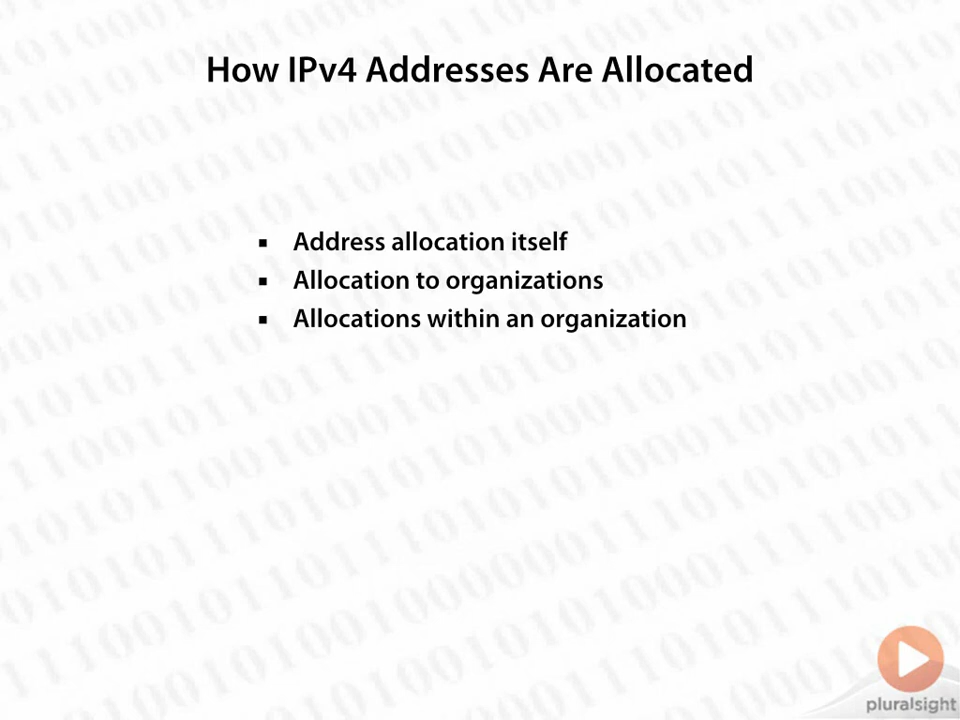 How IPv4 Addresses Are Allocated
▪ Address allocation itself
▪ Allocation to organizations
▪ Allocations within an organization
pluralsight